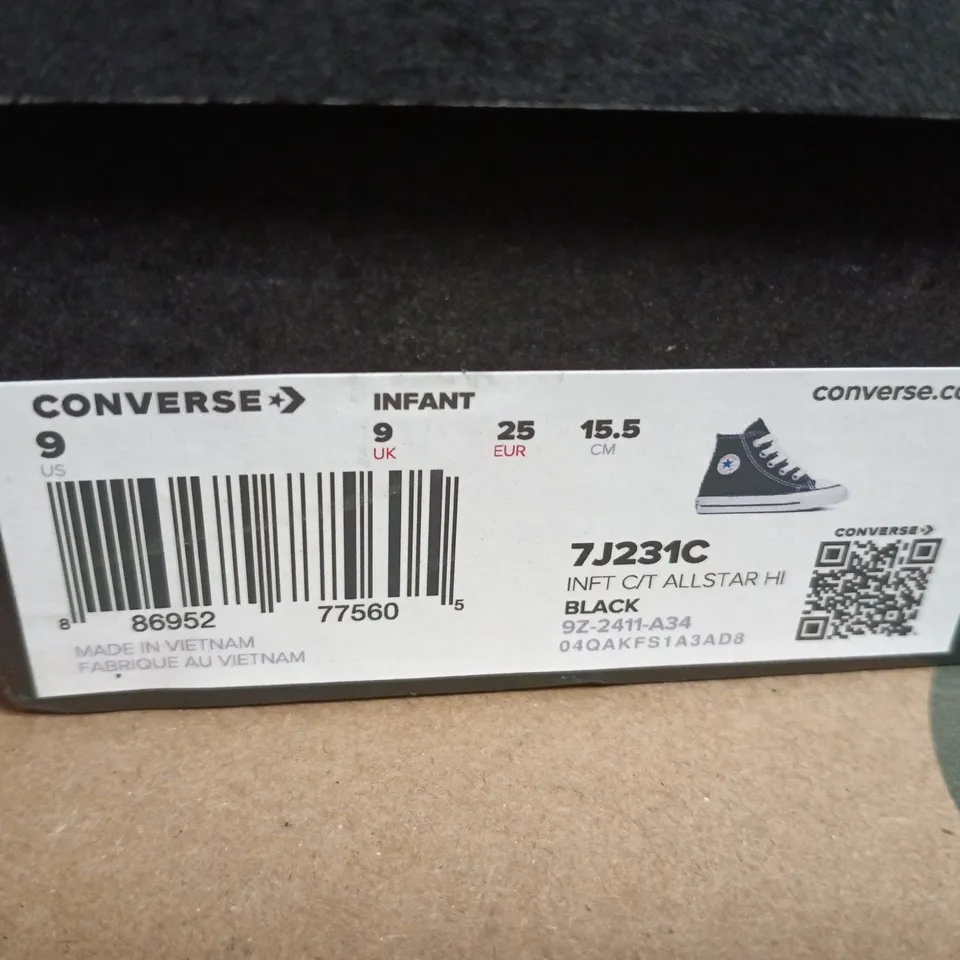 CONVERSE
INFANT
converse.c
9
US
9
UK
25
EUR
15.5
CM
8 86952 77560 5
MADE IN VIETNAM
FABRIQUE AU VIETNAM
7J231C
INFT C/T ALLSTAR HI
BLACK
9Z-2411-A34
04QAKFS1A3AD8
CONVERSE